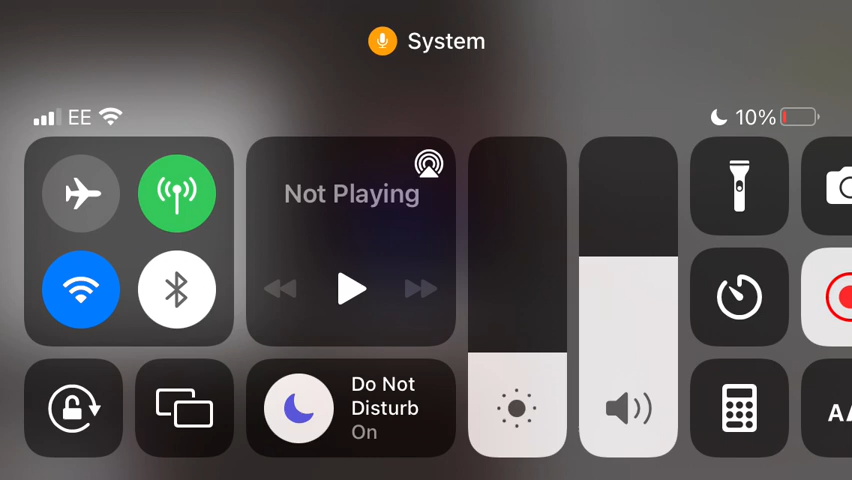 System
EE
10%
Not Playing
Do Not
Disturb
On